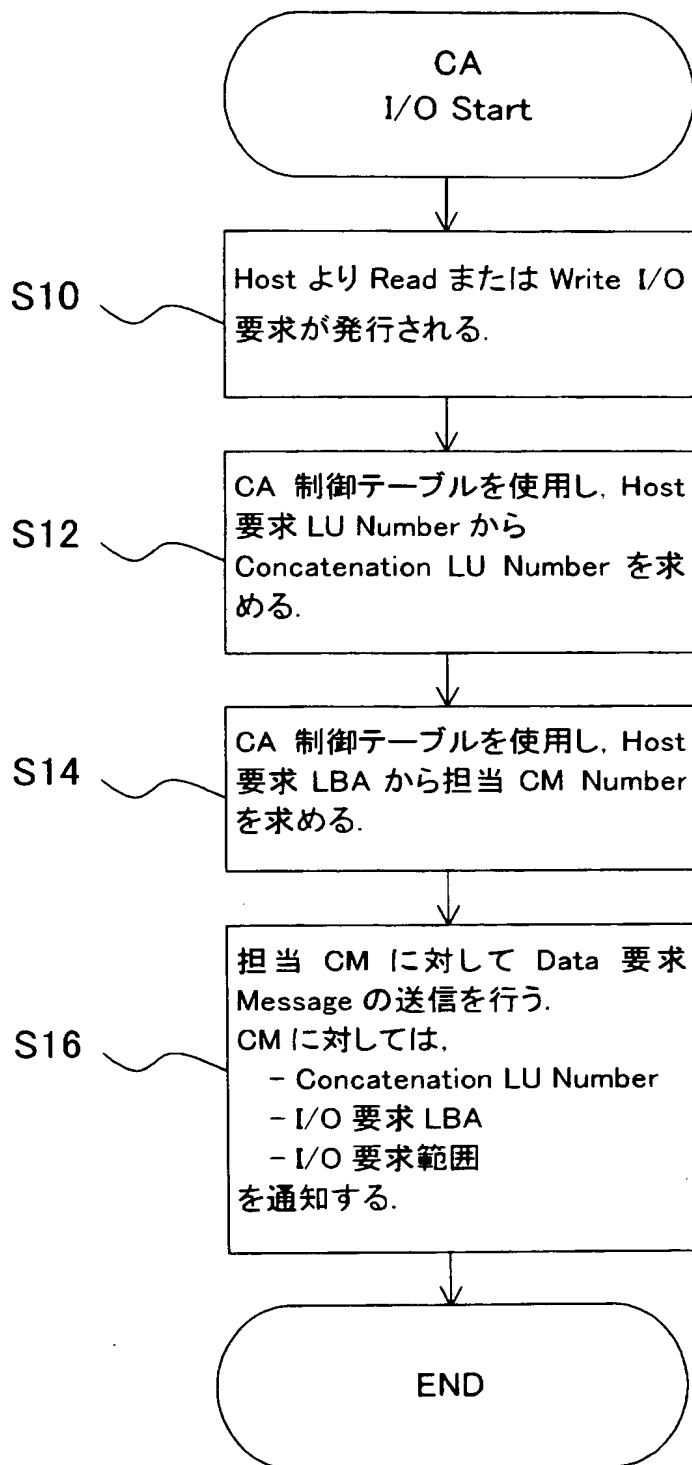 CA
I/O Start
S10
Host より Read または Write I/O
要求が発行される.
S12
CA 制御テーブルを使用し, Host
要求 LU Number から
Concatenation LU Number を求
める.
S14
CA 制御テーブルを使用し, Host
要求 LBA から担当 CM Number
を求める.
S16
担当 CM に対して Data 要求
Message の送信を行う.
CM に対しては,
- Concatenation LU Number
- I/O 要求 LBA
- I/O 要求範囲
を通知する.
END